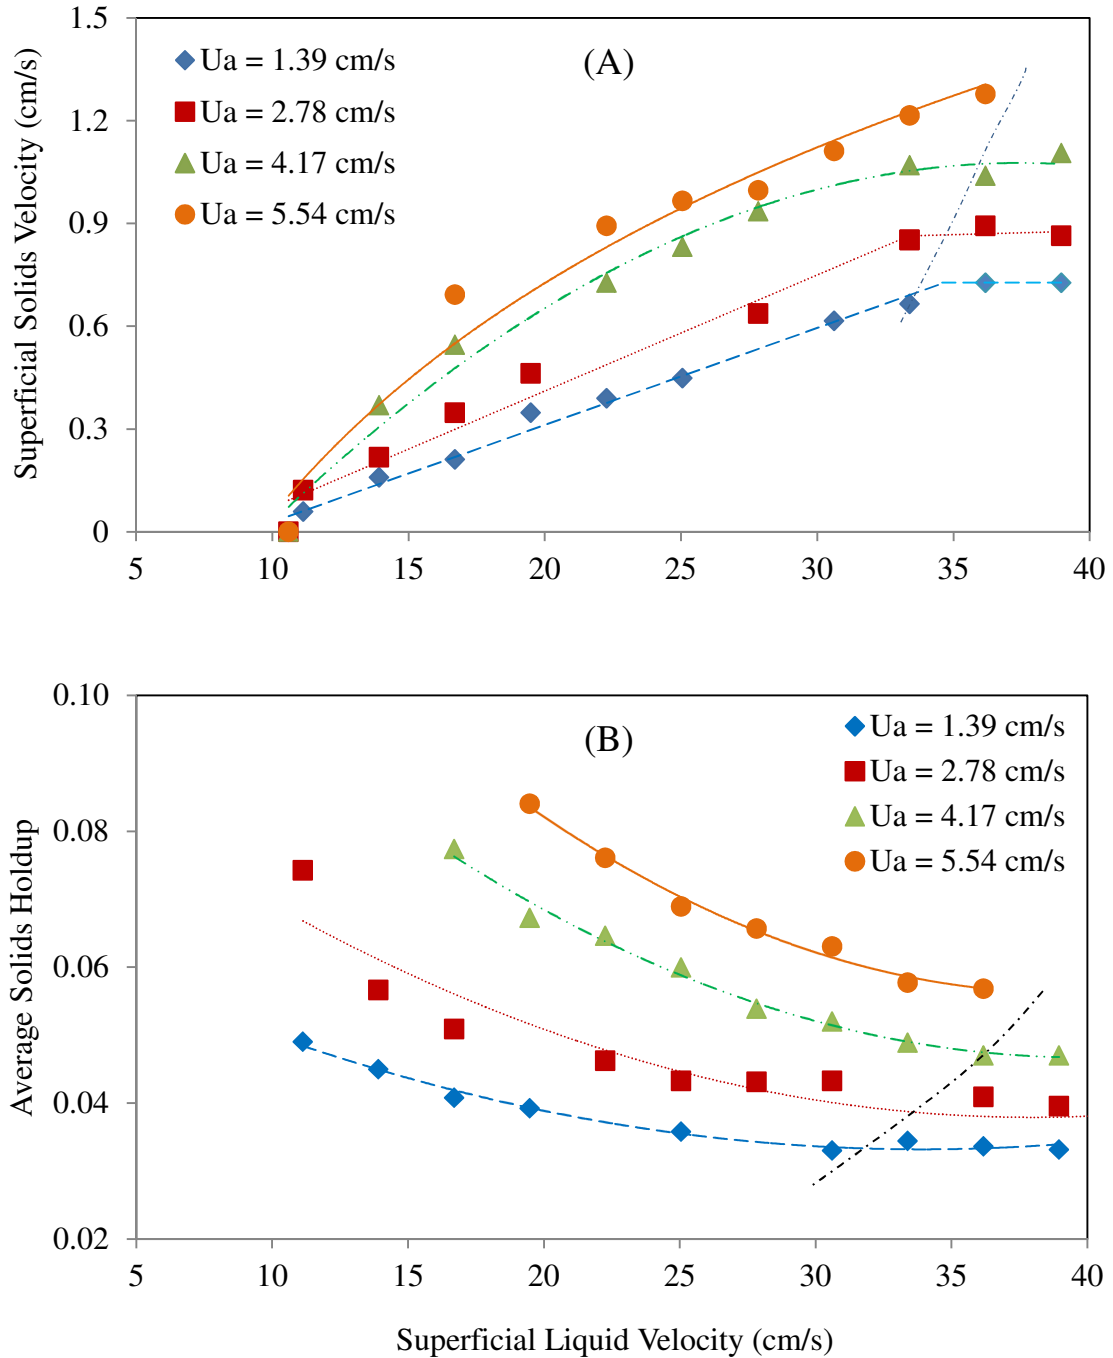 Superficial Solids Velocity (cm/s)
1.5
1.2
0.9
0.6
0.3
0
(A)
Ua = 1.39 cm/s
Ua = 2.78 cm/s
Ua = 4.17 cm/s
Ua = 5.54 cm/s
5 10 15 20 25 30 35 40
Average Solids Holdup
0.10
0.08
0.06
0.04
0.02
(B)
Ua = 1.39 cm/s
Ua = 2.78 cm/s
Ua = 4.17 cm/s
Ua = 5.54 cm/s
5 10 15 20 25 30 35 40
Superficial Liquid Velocity (cm/s)